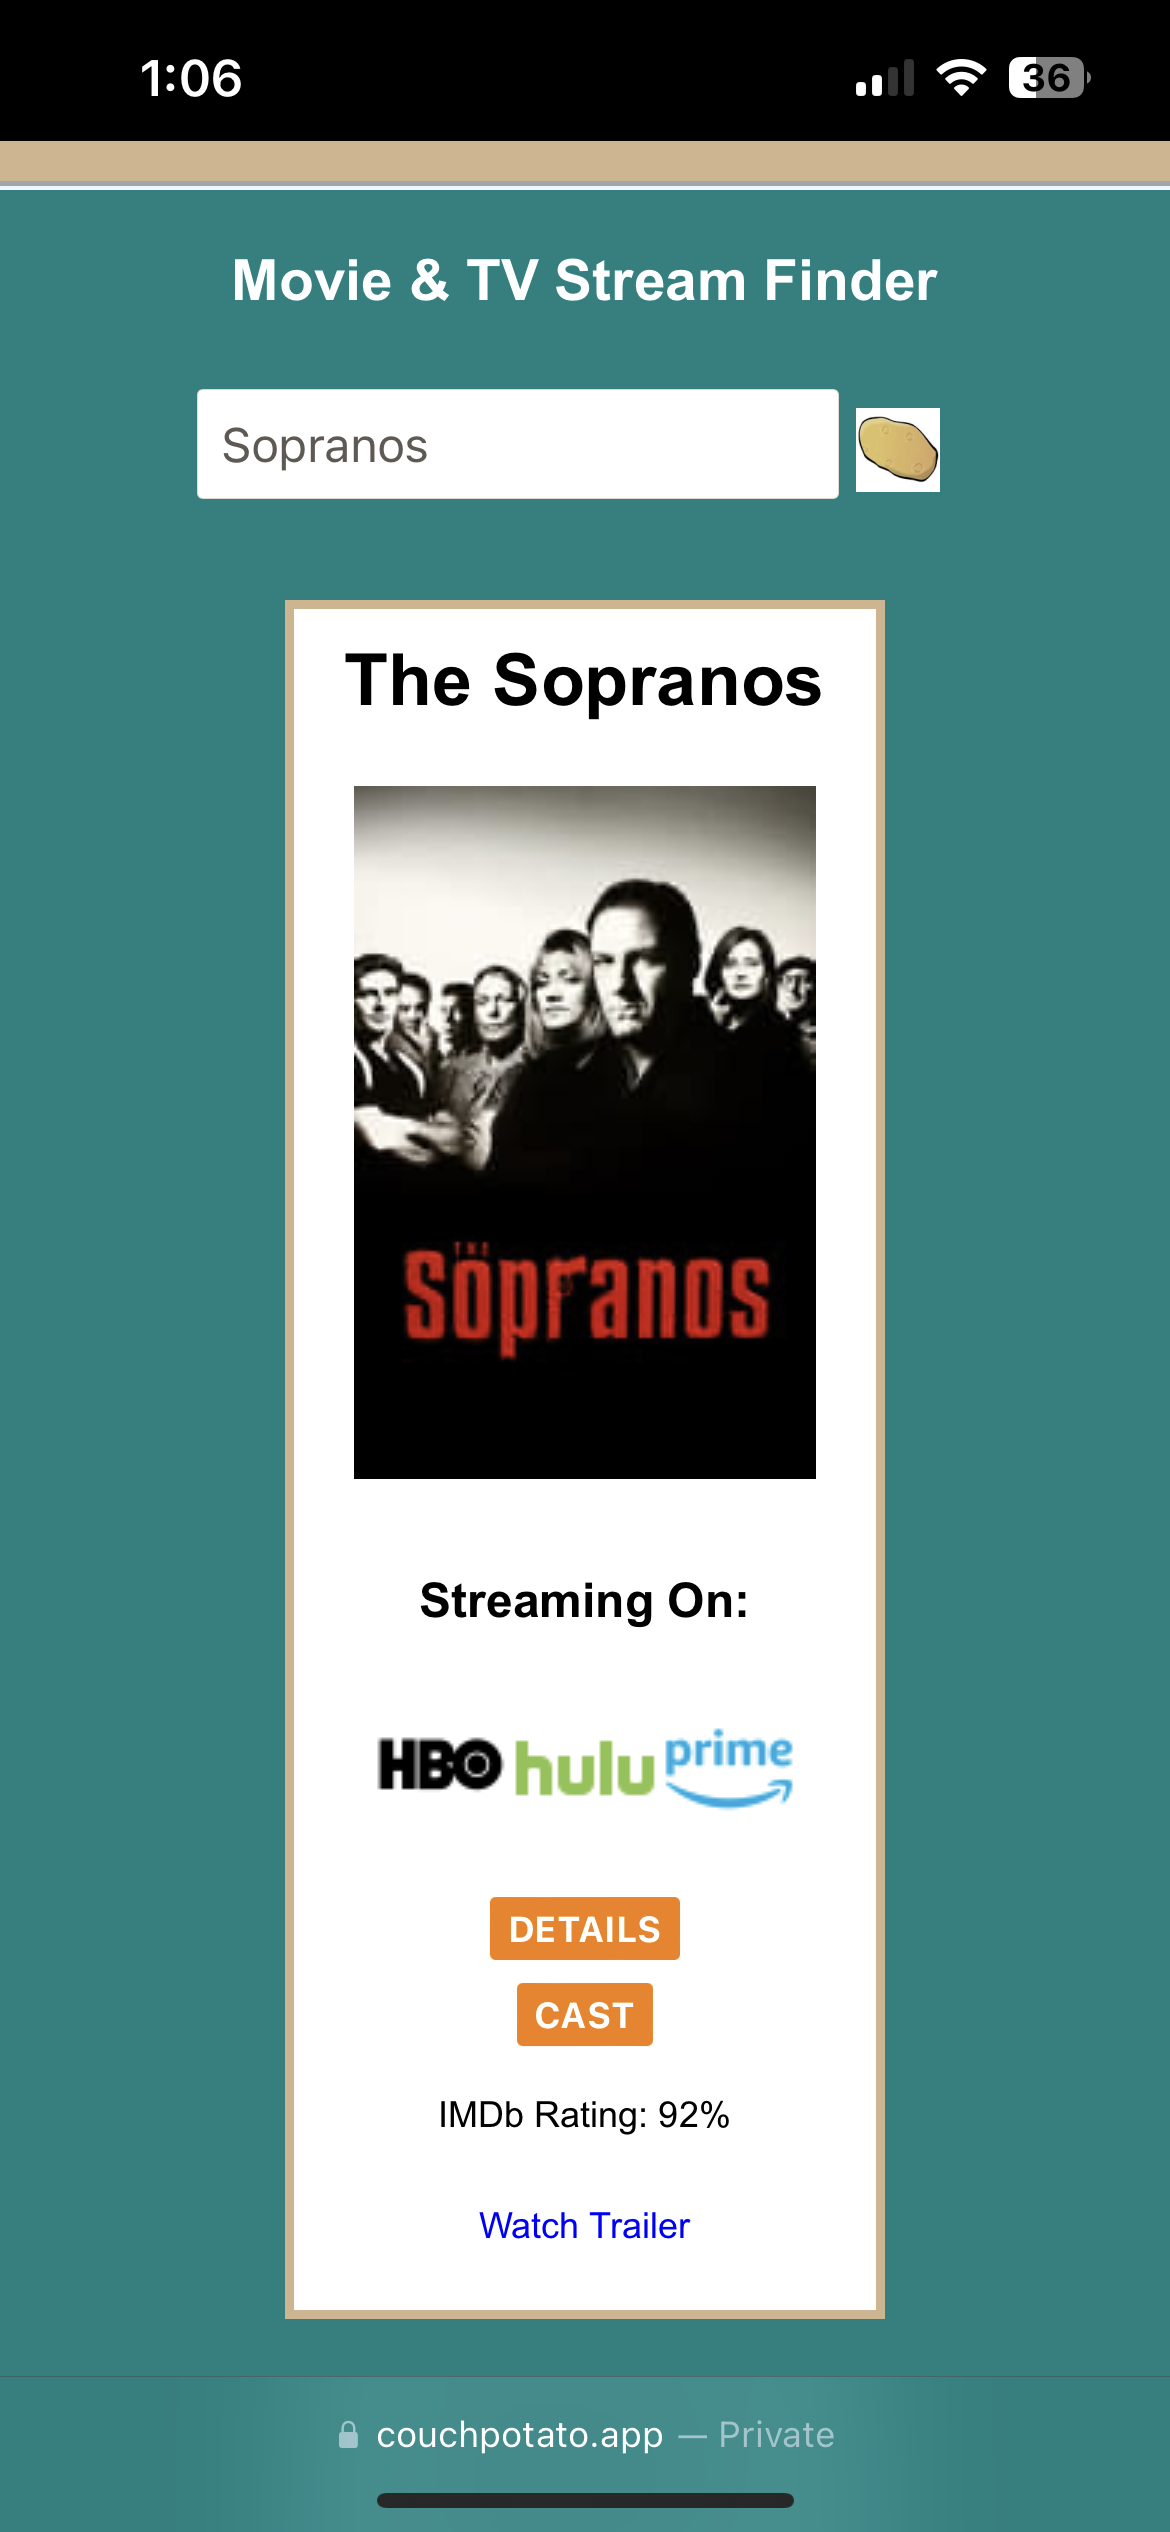 1:06
36
Movie & TV Stream Finder
Sopranos
The Sopranos
THE
Sopranos
Streaming On:
HBO hulu prime
DETAILS
CAST
IMDb Rating: 92%
Watch Trailer
couchpotato.app — Private